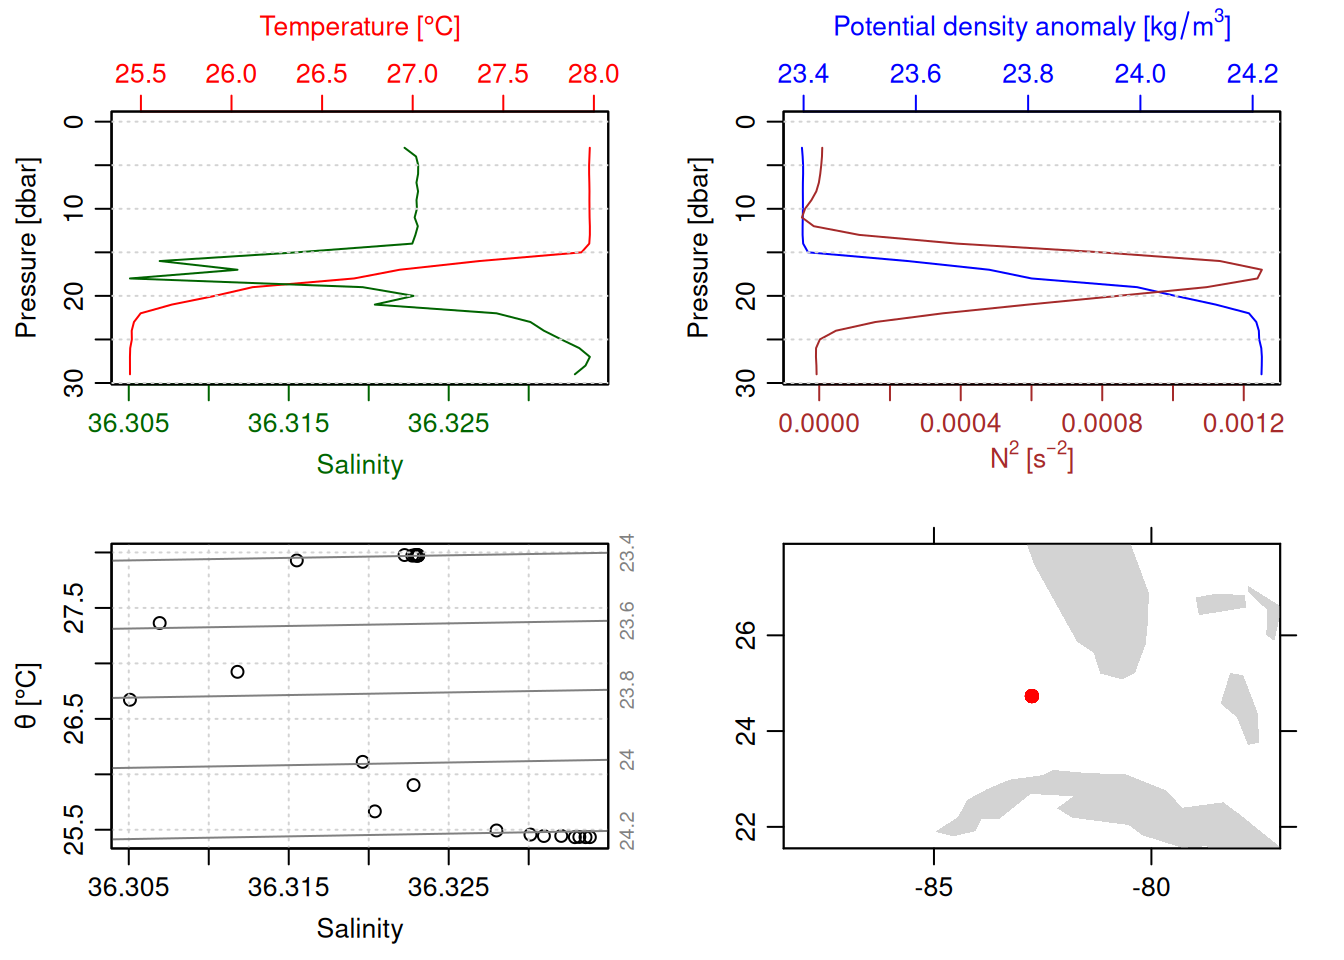 Temperature [°C]
25.5 26.0 26.5 27.0 27.5 28.0
Pressure [dbar]
0
10
20
30
36.305 36.315 36.325
Salinity
Potential density anomaly [kg/m³]
23.4 23.6 23.8 24.0 24.2
Pressure [dbar]
0
10
20
30
0.0000 0.0004 0.0008 0.0012
N² [s⁻²]
θ [°C]
27.5
26.5
25.5
23.4
23.6
23.8
24
24.2
36.305 36.315 36.325
Salinity
26
24
22
-85 -80